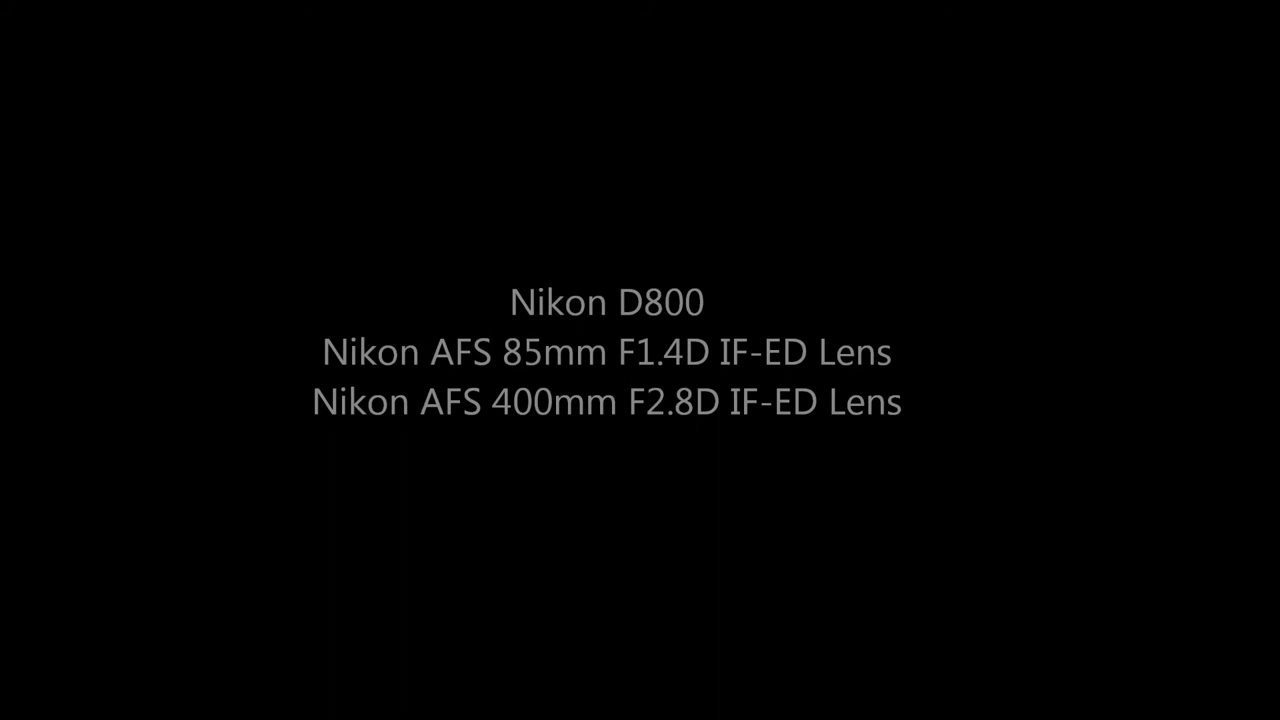 Nikon D800
Nikon AFS 85mm F1.4D IF-ED Lens
Nikon AFS 400mm F2.8D IF-ED Lens